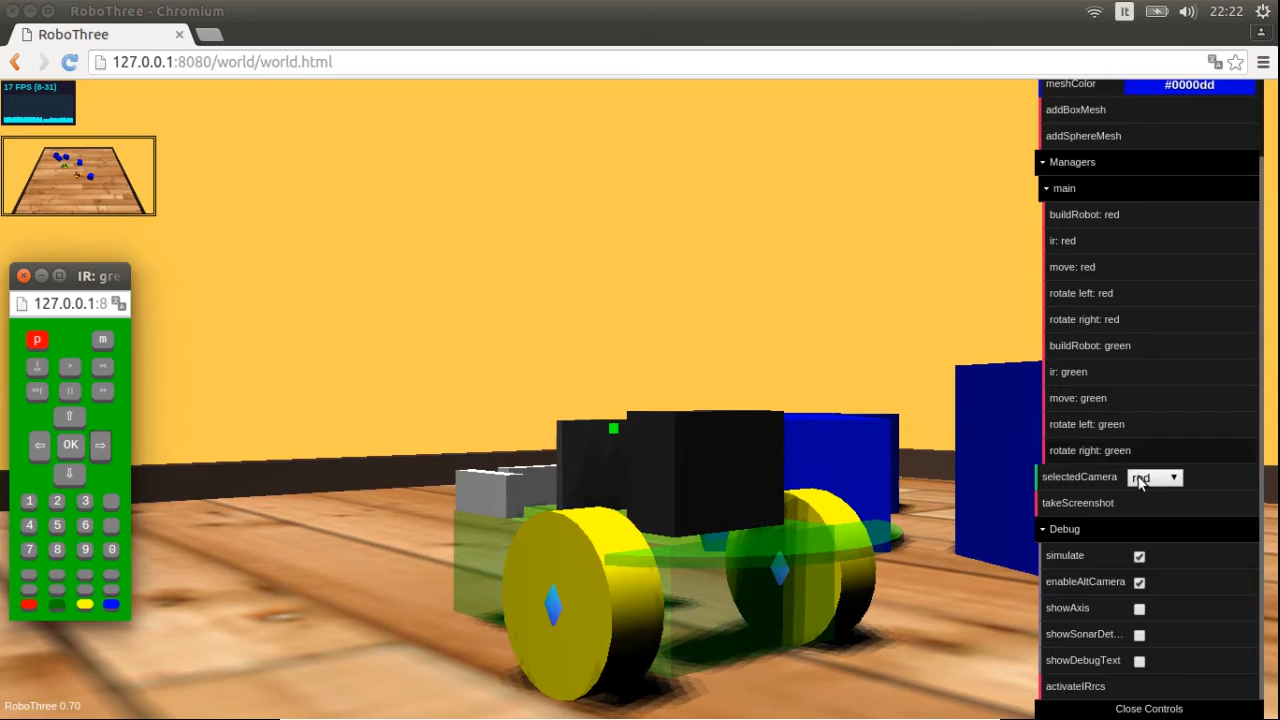 RoboThree - Chromium
It
22:22
RoboThree
127.0.0.1:8080/world/world.html
17 FPS (8-31)
IR: gre
127.0.0.1:8
p m
> <<
>>| || >>
⇧
⇦ OK ⇨
⇩
1 2 3
4 5 6
7 8 9 0
RoboThree 0.70
meshColor #0000dd
addBoxMesh
addSphereMesh
Managers
main
buildRobot: red
ir: red
move: red
rotate left: red
rotate right: red
buildRobot: green
ir: green
move: green
rotate left: green
rotate right: green
selectedCamera red
takeScreenshot
Debug
simulate
enableAltCamera
showAxis
showSonarDet...
showDebugText
activateIRrcs
Close Controls